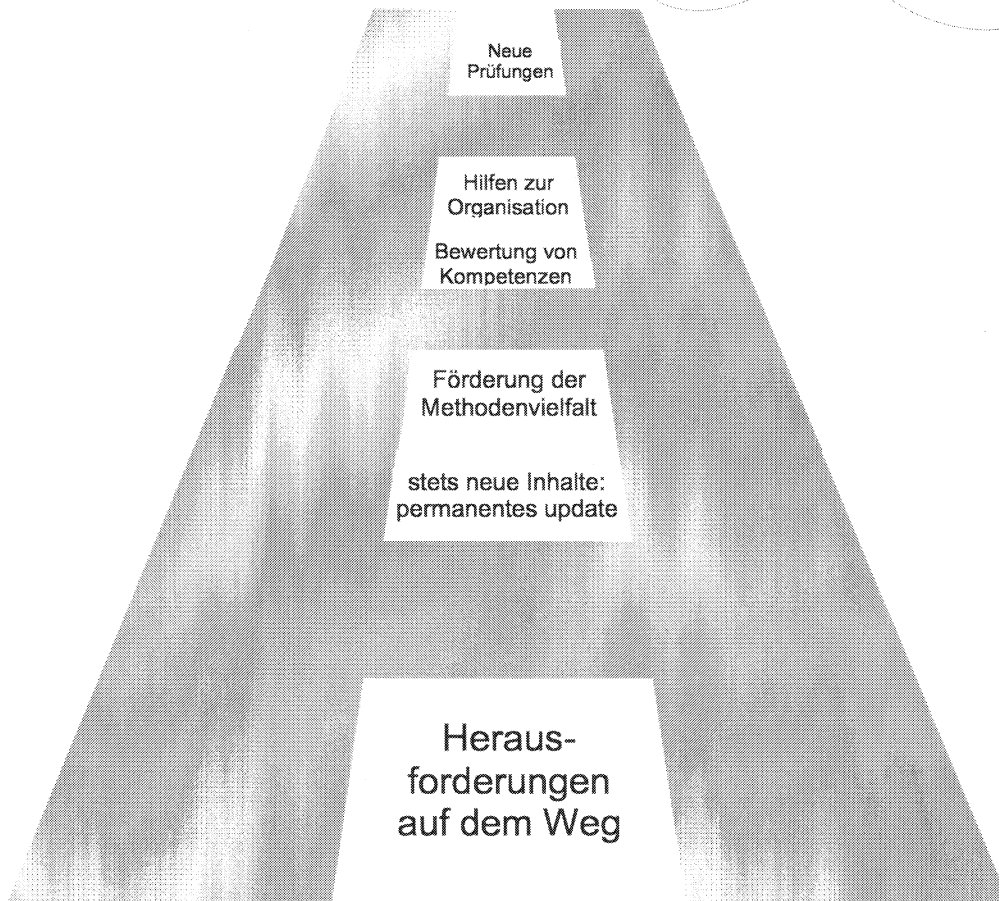 Neue
Prüfungen
Hilfen zur
Organisation
Bewertung von
Kompetenzen
Förderung der
Methodenvielfalt
stets neue Inhalte:
permanentes update
Heraus-
forderungen
auf dem Weg